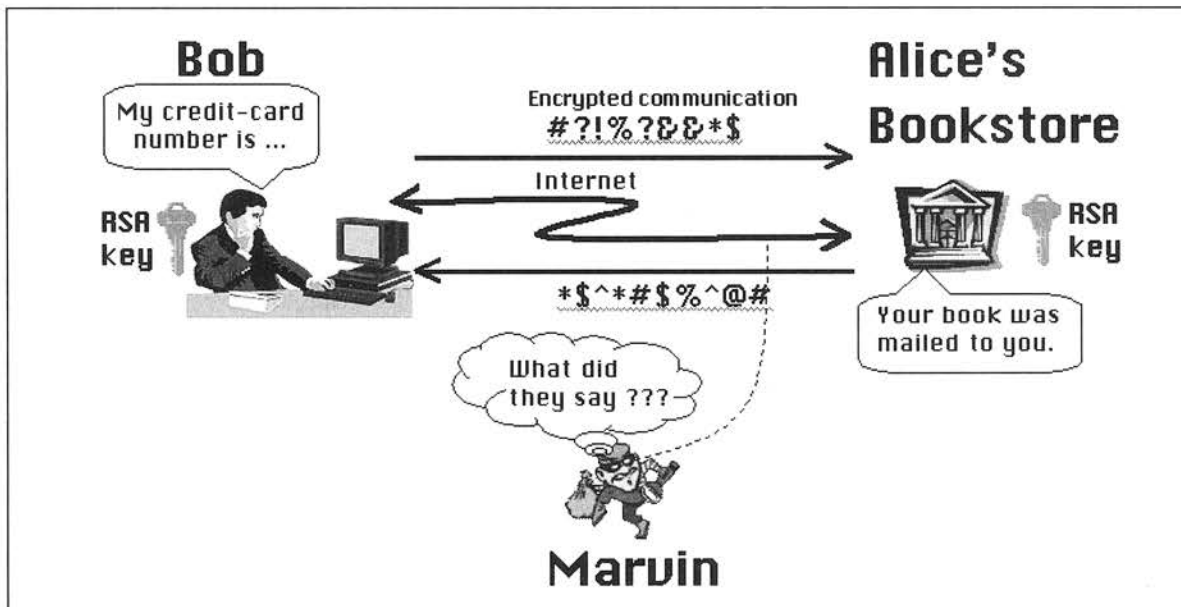 Bob
My credit-card
number is ...
RSA
key
Encrypted communication
#?!%?&&*$
Internet
*$^*#$%^@#
Alice's
Bookstore
RSA
key
Your book was
mailed to you.
What did
they say ???
Marvin